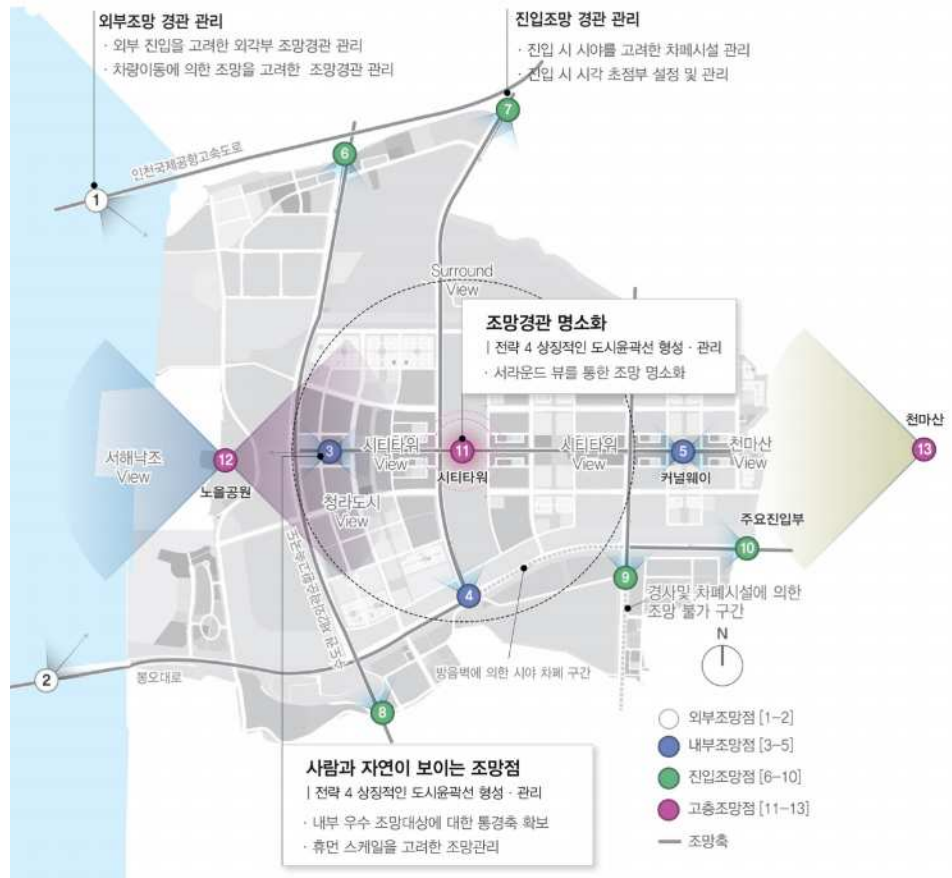 외부조망 경관 관리
· 외부 진입을 고려한 외각부 조망경관 관리
· 차량이동에 의한 조망을 고려한 조망경관 관리
진입조망 경관 관리
· 진입 시 시야를 고려한 차폐시설 관리
· 진입 시 시각 초점부 설정 및 관리
7
6
인천국제공항고속도로
1
Surround
View
조망경관 명소화
| 전략 4 상징적인 도시윤곽선 형성 · 관리
· 서라운드 뷰를 통한 조망 명소화
서해낙조
View
12
노을공원
3
시티타워
View
청라도시
View
11
시티타워
시티타워
View
5
커널웨이
천마산
View
천마산
13
주요진입부
10
9
4
경사및 차폐시설에 의한
조망 불가 구간
방음벽에 의한 시야 차폐 구간
N
2
봉오대로
8
사람과 자연이 보이는 조망점
| 전략 4 상징적인 도시윤곽선 형성 · 관리
· 내부 우수 조망대상에 대한 통경축 확보
· 휴먼 스케일을 고려한 조망관리
외부조망점 [1-2]
내부조망점 [3-5]
진입조망점 [6-10]
고층조망점 [11-13]
조망축